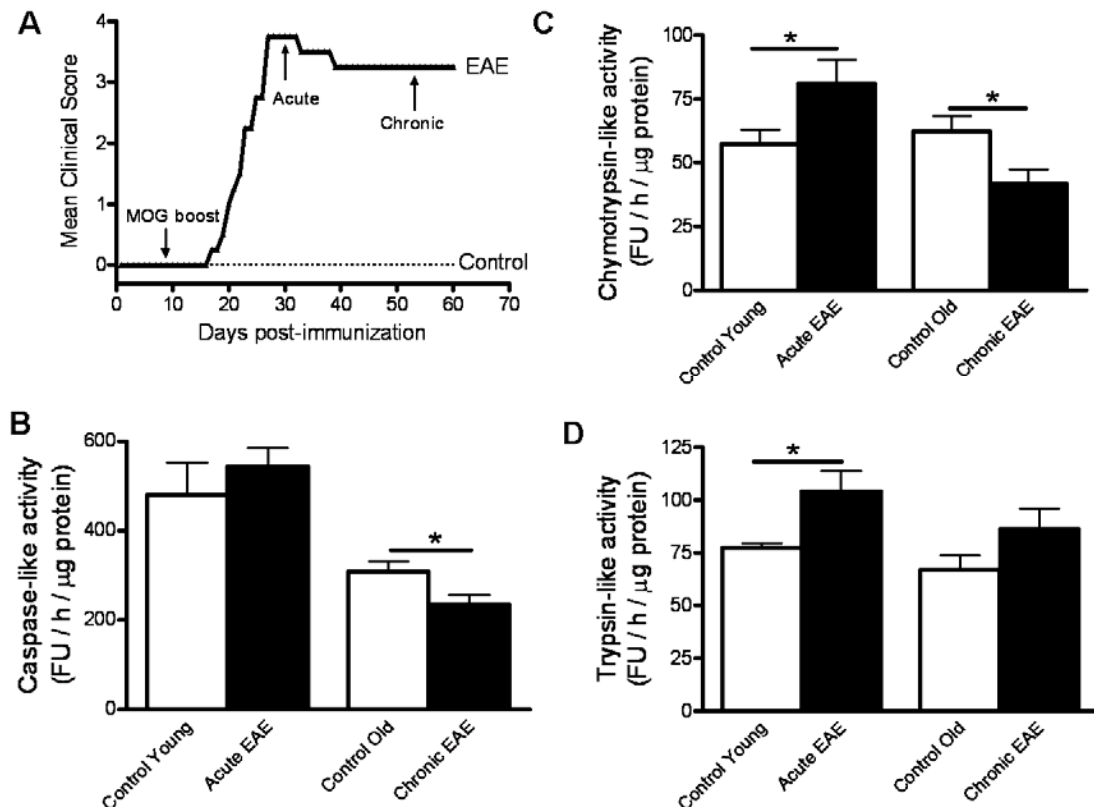 A
Mean Clinical Score
4
3
2
1
0
MOG boost
Acute
Chronic
EAE
Control
0 10 20 30 40 50 60 70
Days post-immunization
B
Caspase-like activity
(FU / h / μg protein)
600
400
200
0
*
Control Young
Acute EAE
Control Old
Chronic EAE
C
Chymotrypsin-like activity
(FU / h / μg protein)
100
75
50
25
0
*
*
Control Young
Acute EAE
Control Old
Chronic EAE
D
Trypsin-like activity
(FU / h / μg protein)
125
100
75
50
25
0
*
Control Young
Acute EAE
Control Old
Chronic EAE